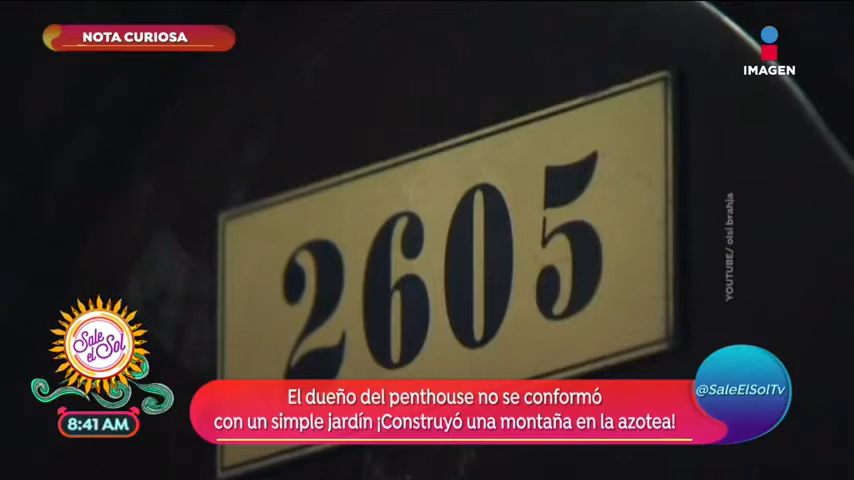 NOTA CURIOSA
IMAGEN
2605
YOUTUBE/ olsi brahja
Sale
el Sol
8:41 AM
El dueño del penthouse no se conformó
con un simple jardín ¡Construyó una montaña en la azotea!
@SaleElSolTv